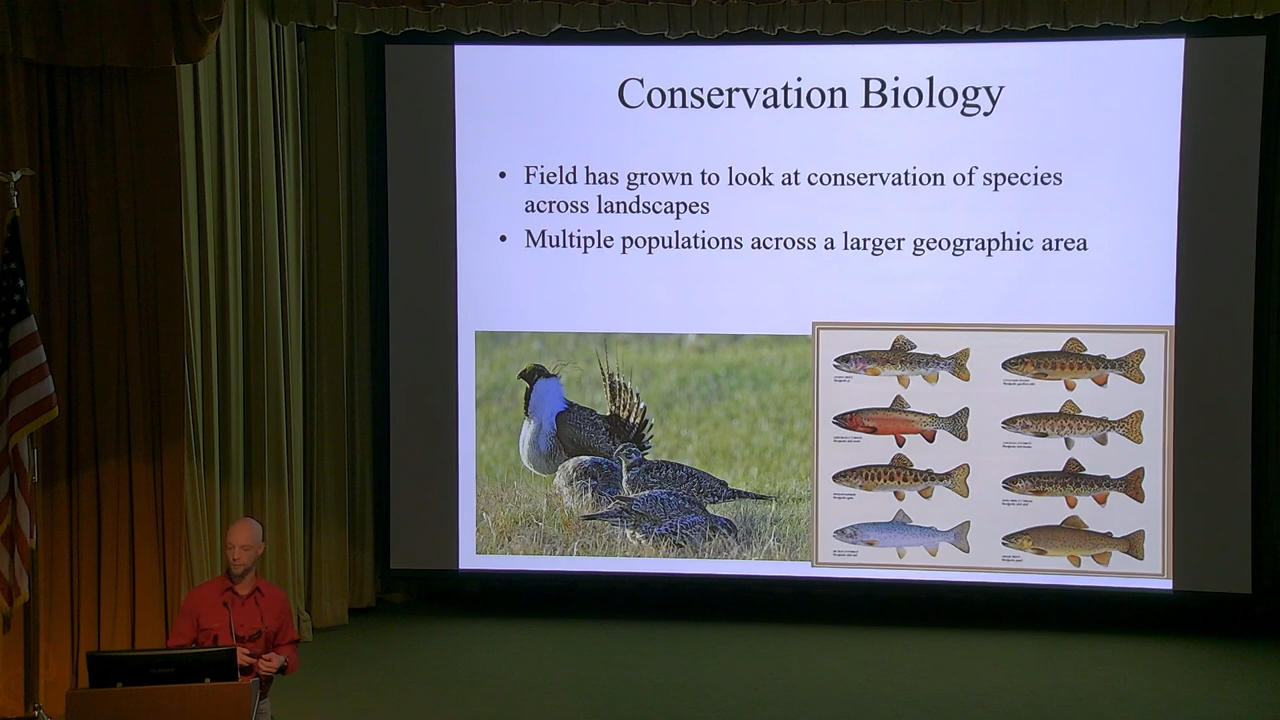 Conservation Biology
• Field has grown to look at conservation of species
across landscapes
• Multiple populations across a larger geographic area